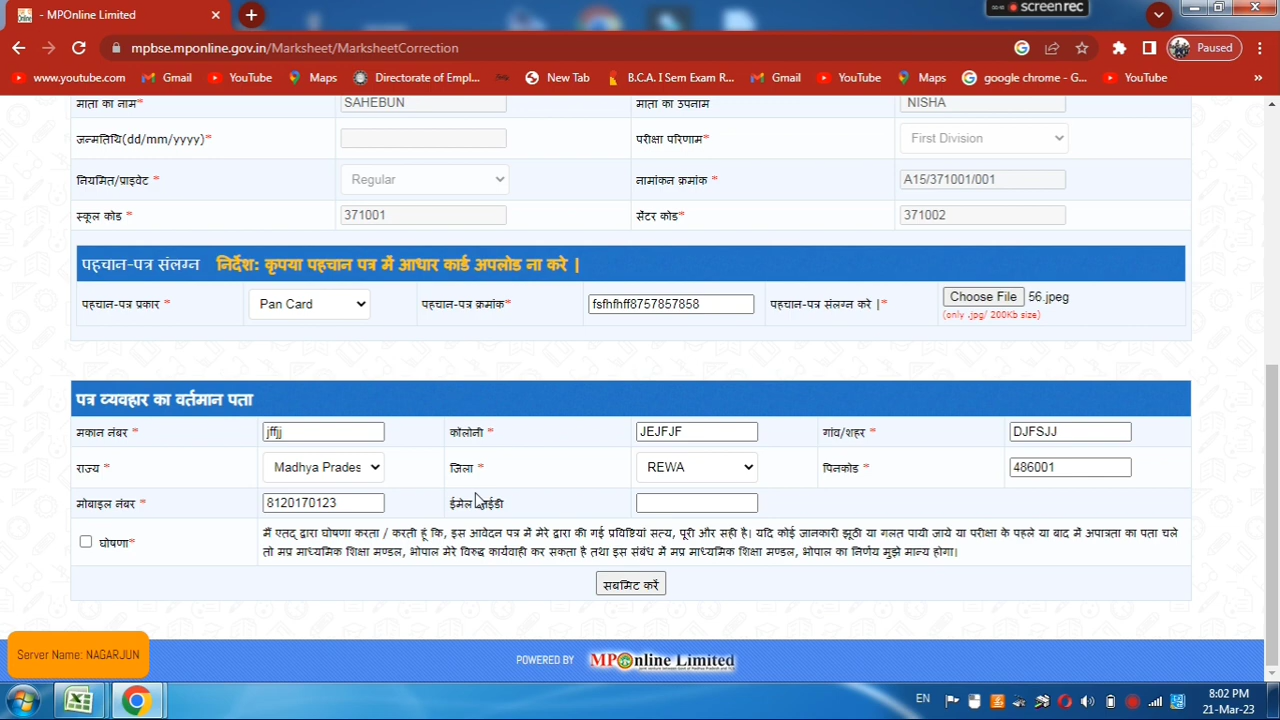 - MPOnline Limited
screenrec
mpbse.mponline.gov.in/Marksheet/MarksheetCorrection
Paused
www.youtube.com Gmail YouTube Maps Directorate of Empl... New Tab B.C.A. I Sem Exam R... Gmail YouTube Maps google chrome - G... YouTube »
माता का नाम* SAHEBUN माता का उपनाम NISHA
जन्मतिथि(dd/mm/yyyy)* परीक्षा परिणाम* First Division
नियमित/प्राइवेट * Regular नामांकन क्रमांक * A15/371001/001
स्कूल कोड * 371001 सेंटर कोड* 371002
पहचान-पत्र संलग्न निर्देश: कृपया पहचान पत्र में आधार कार्ड अपलोड ना करे |
पहचान-पत्र प्रकार * Pan Card पहचान-पत्र क्रमांक* fsfhfhff8757857858 पहचान-पत्र संलग्न करे |* Choose File 56.jpeg
(only .jpg/ 200Kb size)
पत्र व्यवहार का वर्तमान पता
मकान नंबर * jffjj कॉलोनी * JEJFJF गांव/शहर * DJFSJJ
राज्य * Madhya Prades जिला * REWA पिनकोड * 486001
मोबाइल नंबर * 8120170123 ईमेल
घोषणा* मैं एतद् द्वारा घोषणा करता / करती हूं कि, इस आवेदन पत्र में मेरे द्वारा की गई प्रविष्टियां सत्य, पूरी और सही है। यदि कोई जानकारी झूठी या गलत पायी जाये या परीक्षा के पहले या बाद में अपात्रता का पता चले
तो मप्र माध्यमिक शिक्षा मण्डल, भोपाल मेरे विरुद्ध कार्यवाही कर सकता है तथा इस संबंध में मप्र माध्यमिक शिक्षा मण्डल, भोपाल का निर्णय मुझे मान्य होगा।
सबमिट करें
Server Name: NAGARJUN
POWERED BY MPOnline Limited
EN 8:02 PM
21-Mar-23